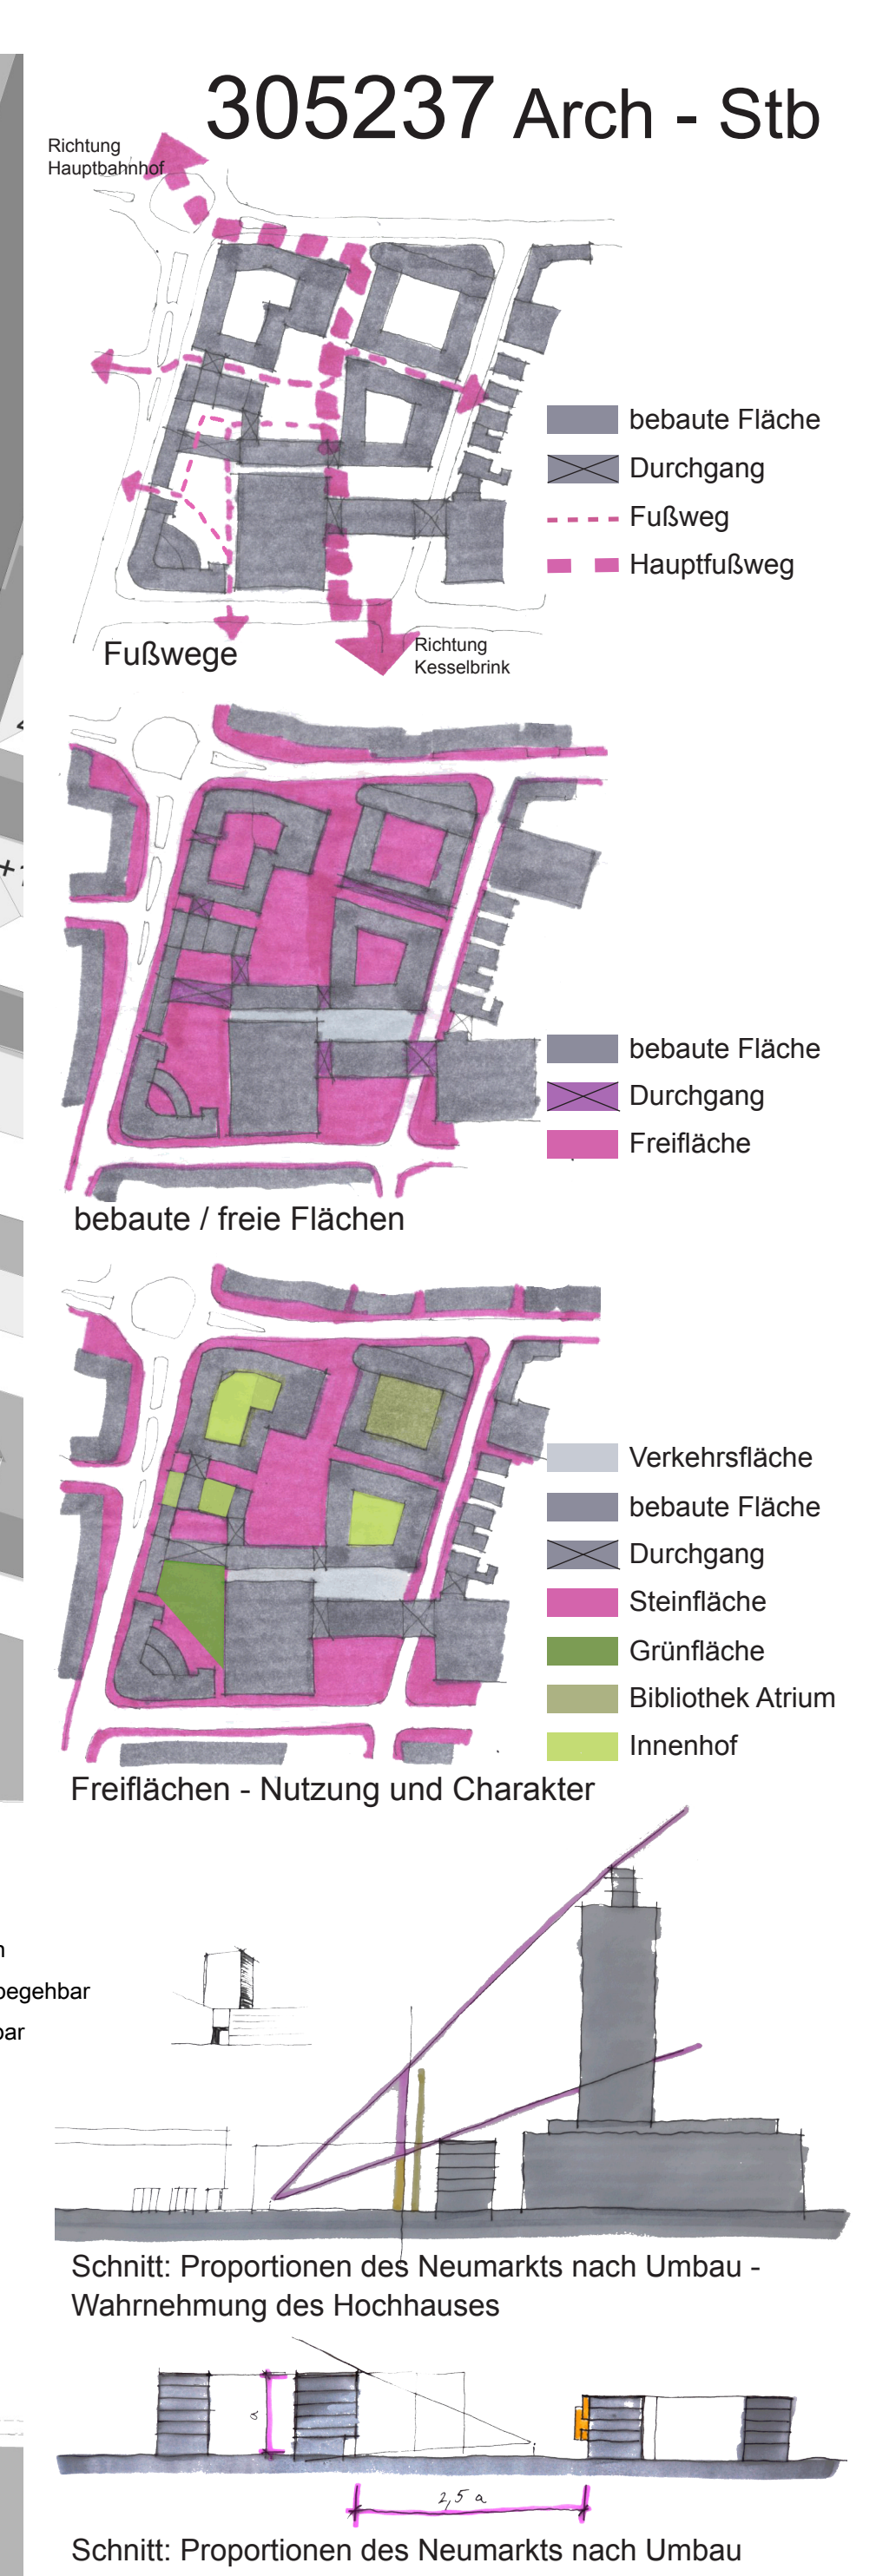 305237 Arch - Stb
Richtung
Hauptbahnhof
bebaute Fläche
Durchgang
Fußweg
Hauptfußweg
Richtung
Kesselbrink
Fußwege
bebaute Fläche
Durchgang
Freifläche
bebaute / freie Flächen
Verkehrsfläche
bebaute Fläche
Durchgang
Steinfläche
Grünfläche
Bibliothek Atrium
Innenhof
Freiflächen - Nutzung und Charakter
begehbar
Schnitt: Proportionen des Neumarkts nach Umbau -
Wahrnehmung des Hochhauses
a
2,5 a
Schnitt: Proportionen des Neumarkts nach Umbau